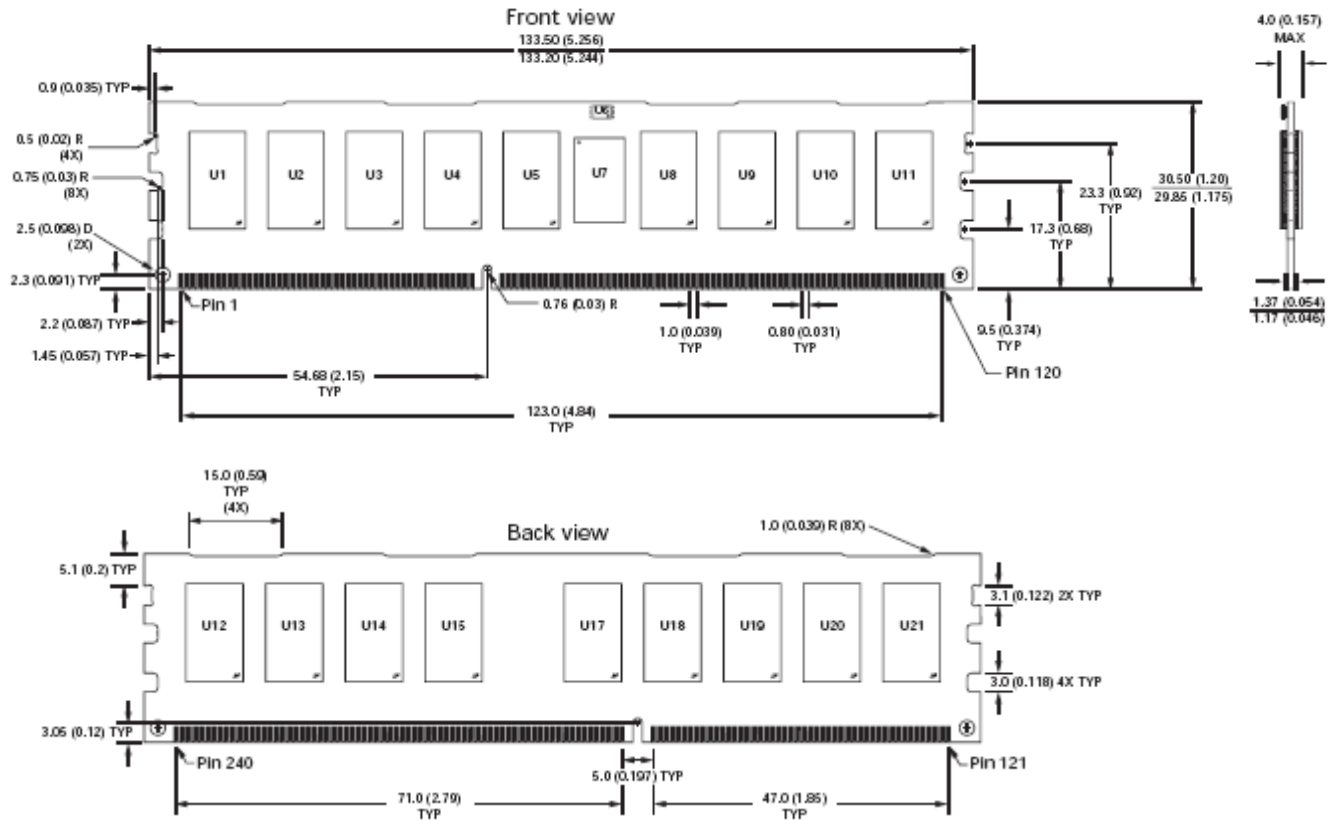 Front view
133.50 (5.256)
133.20 (5.244)
4.0 (0.157)
MAX
0.9 (0.035) TYP
U6
0.5 (0.02) R
(4X)
0.75 (0.03) R
(8X)
2.5 (0.098) D
(2X)
2.3 (0.091) TYP
2.2 (0.087) TYP
1.45 (0.057) TYP
U1 U2 U3 U4 U5 U7 U8 U9 U10 U11
30.50 (1.20)
29.85 (1.175)
23.3 (0.92)
TYP
17.3 (0.68)
TYP
Pin 1
0.76 (0.03) R
1.0 (0.039)
TYP
0.80 (0.031)
TYP
9.5 (0.374)
TYP
1.37 (0.054)
1.17 (0.046)
Pin 120
54.68 (2.15)
TYP
123.0 (4.84)
TYP
15.0 (0.59)
TYP
(4X)
Back view
1.0 (0.039) R (8X)
5.1 (0.2) TYP
3.1 (0.122) 2X TYP
U12 U13 U14 U15 U17 U18 U19 U20 U21
3.0 (0.118) 4X TYP
3.05 (0.12) TYP
Pin 240
5.0 (0.197) TYP
Pin 121
71.0 (2.79)
TYP
47.0 (1.85)
TYP